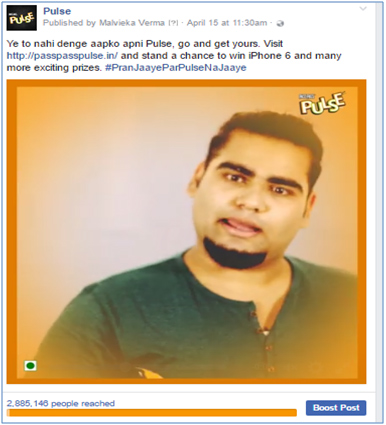 Pulse
Published by Malvieka Verma [?] · April 15 at 11:30am ·
Ye to nahi denge aapko apni Pulse, go and get yours. Visit
http://passpasspulse.in/ and stand a chance to win iPhone 6 and many
more exciting prizes. #PranJaayeParPulseNaJaaye
PULSE
2,885,146 people reached
Boost Post